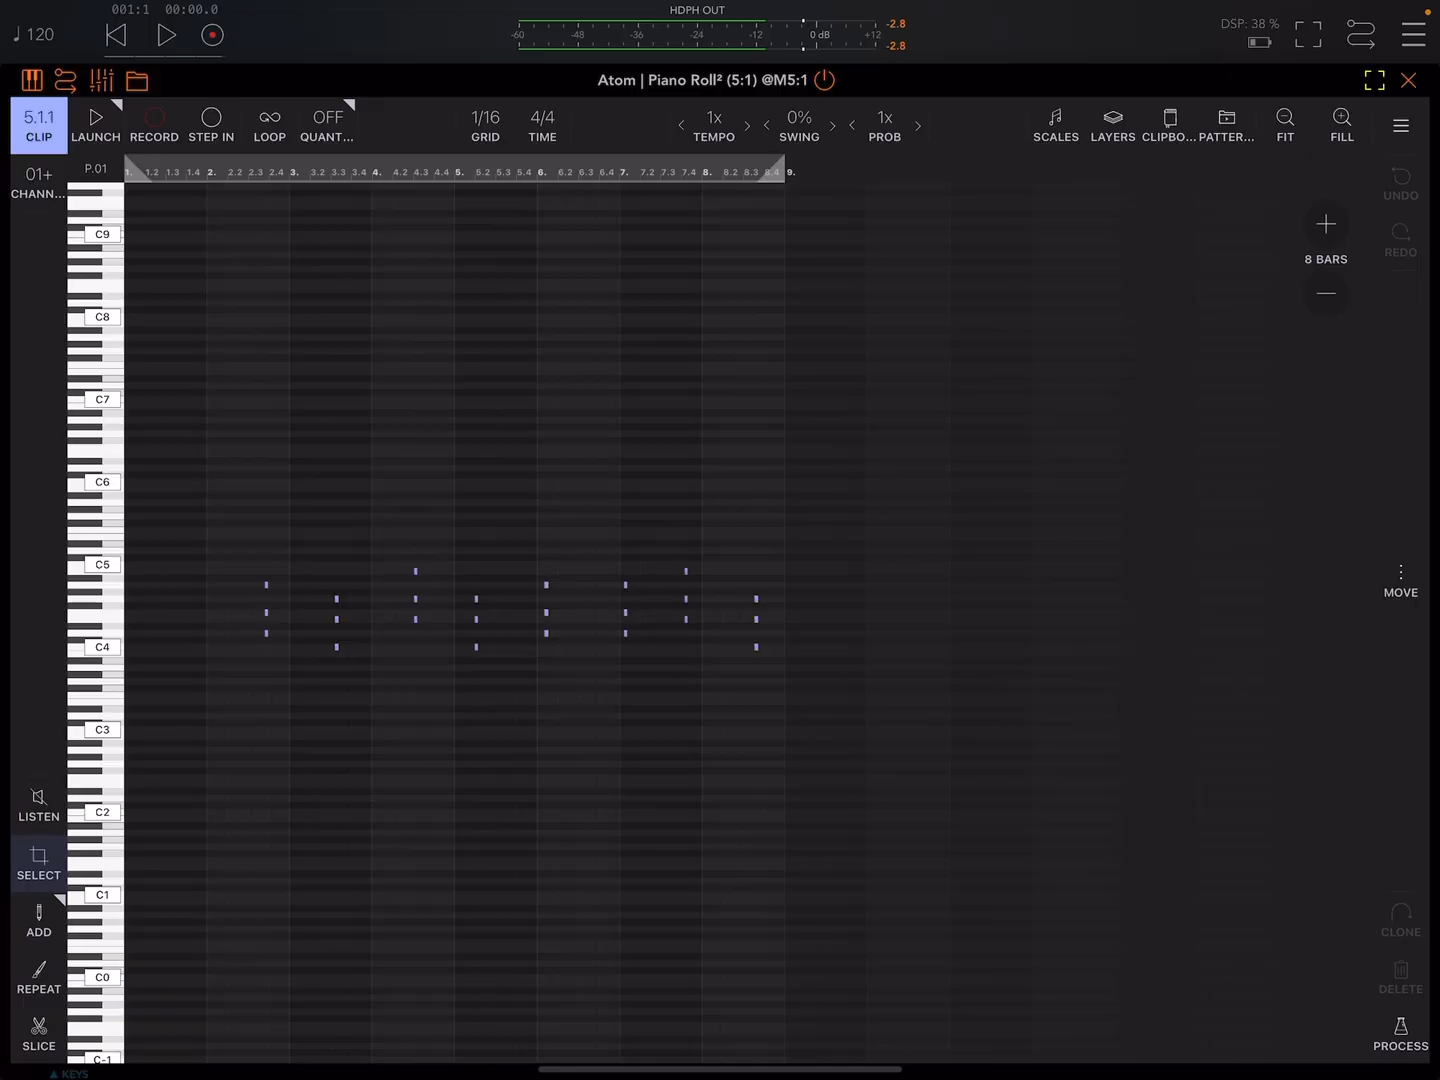 001:1 00:00.0
♩120
HDPH OUT
-60 -48 -36 -24 -12 0 dB +12
-2.8
-2.8
DSP: 38 %
Atom | Piano Roll² (5:1) @M5:1
5.1.1 CLIP
LAUNCH
RECORD
STEP IN
LOOP
OFF QUANT...
1/16 GRID
4/4 TIME
1x TEMPO
0% SWING
1x PROB
SCALES
LAYERS
CLIPBO...
PATTER...
FIT
FILL
01+ CHANN...
P.01
1. 1.2 1.3 1.4 2. 2.2 2.3 2.4 3. 3.2 3.3 3.4 4. 4.2 4.3 4.4 5. 5.2 5.3 5.4 6. 6.2 6.3 6.4 7. 7.2 7.3 7.4 8. 8.2 8.3 8.4 9.
UNDO
REDO
8 BARS
C9
C8
C7
C6
C5
C4
C3
C2
C1
C0
C-1
MOVE
LISTEN
SELECT
ADD
REPEAT
SLICE
CLONE
DELETE
PROCESS
▲ KEYS